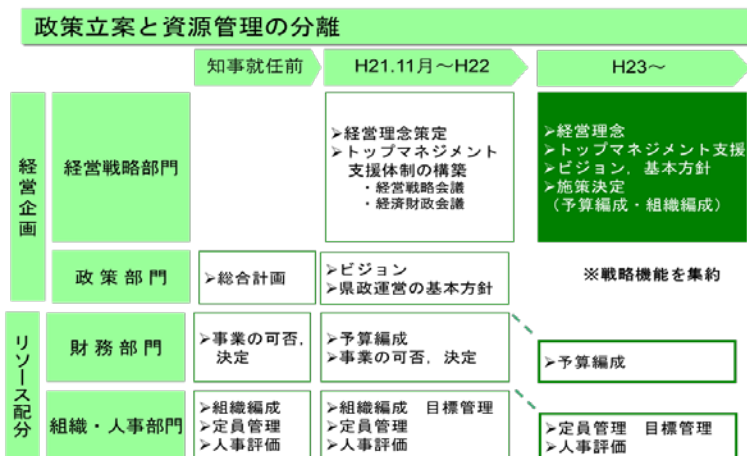 政策立案と資源管理の分離
知事就任前
H21.11月～H22
H23～
経営企画
経営戦略部門
➢経営理念策定
➢トップマネジメント
支援体制の構築
・経営戦略会議
・経済財政会議
➢経営理念
➢トップマネジメント支援
➢ビジョン，基本方針
➢施策決定
（予算編成・組織編成）
政策部門
➢総合計画
➢ビジョン
➢県政運営の基本方針
※戦略機能を集約
リソース配分
財務部門
➢事業の可否，
決定
➢予算編成
➢事業の可否，決定
➢予算編成
組織・人事部門
➢組織編成
➢定員管理
➢人事評価
➢組織編成　目標管理
➢定員管理
➢人事評価
➢定員管理　目標管理
➢人事評価